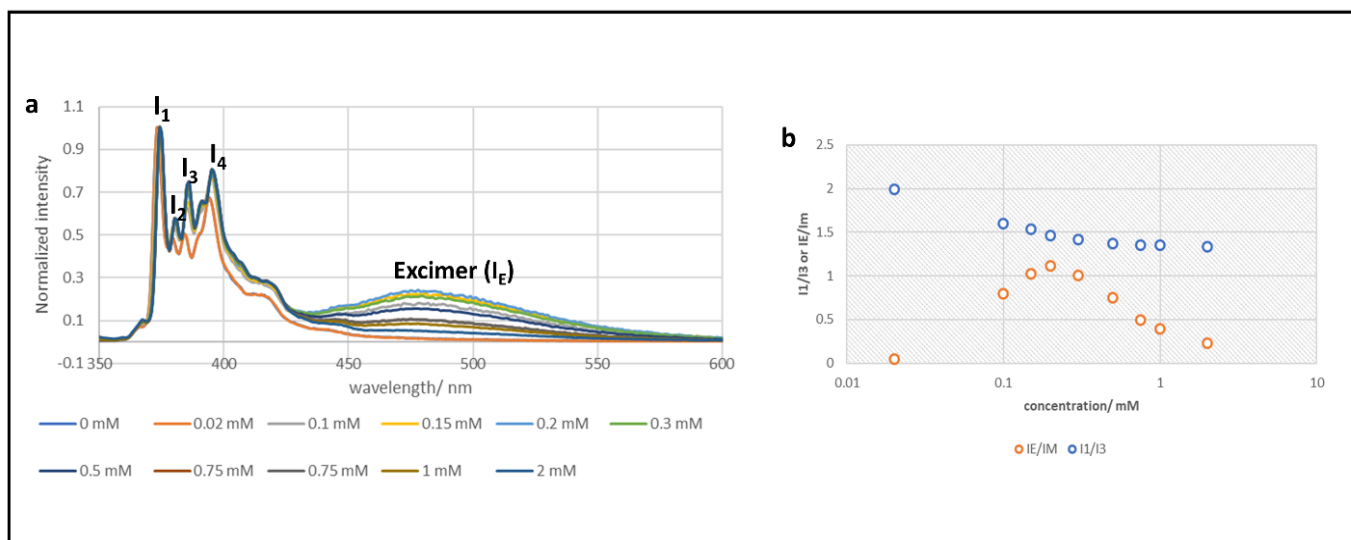 a
I1
I2
I3
I4
Excimer (IE)
Normalized intensity
1.1
0.9
0.7
0.5
0.3
0.1
-0.1
350
400
450
500
550
600
wavelength/ nm
0 mM
0.02 mM
0.1 mM
0.15 mM
0.2 mM
0.3 mM
0.5 mM
0.75 mM
0.75 mM
1 mM
2 mM
b
I1/I3 or IE/Im
2.5
2
1.5
1
0.5
0
0.01
0.1
1
10
concentration/ mM
IE/IM
I1/I3